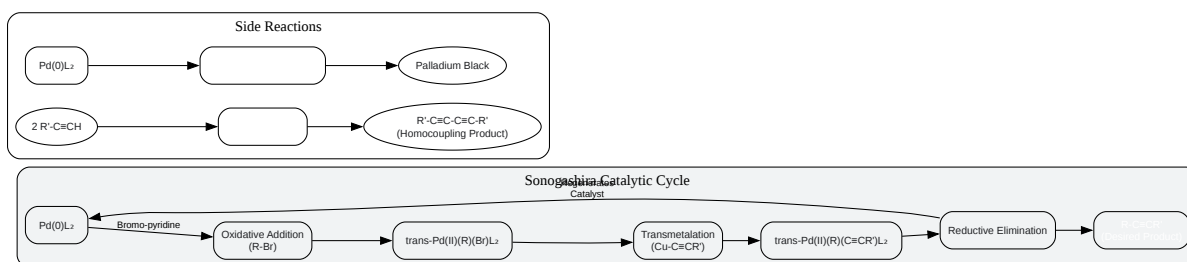 Side Reactions
Pd(0)L₂
Palladium Black
2 R'-C≡CH
R'-C≡C-C≡C-R'
(Homocoupling Product)
Sonogashira Catalytic Cycle
Regenerates
Catalyst
Pd(0)L₂
Bromo-pyridine
Oxidative Addition
(R-Br)
trans-Pd(II)(R)(Br)L₂
Transmetalation
(Cu-C≡CR')
trans-Pd(II)(R)(C≡CR')L₂
Reductive Elimination